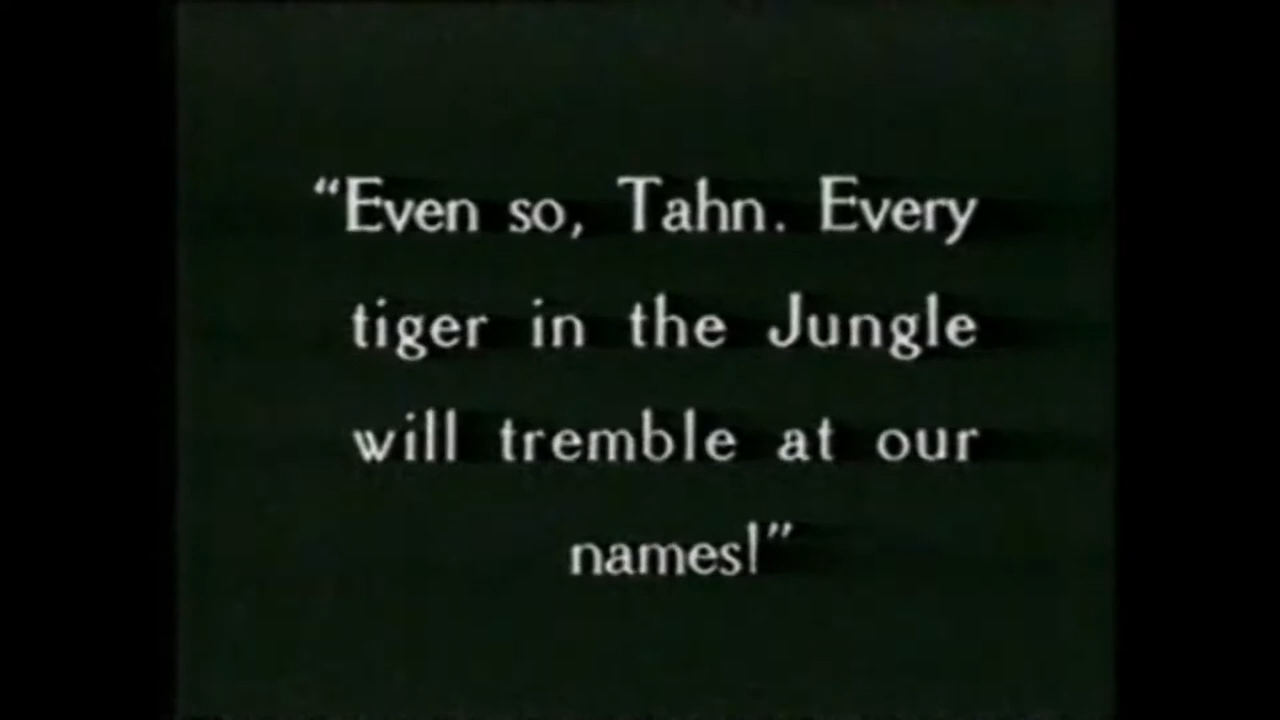 “Even so, Tahn. Every
tiger in the Jungle
will tremble at our
names!”